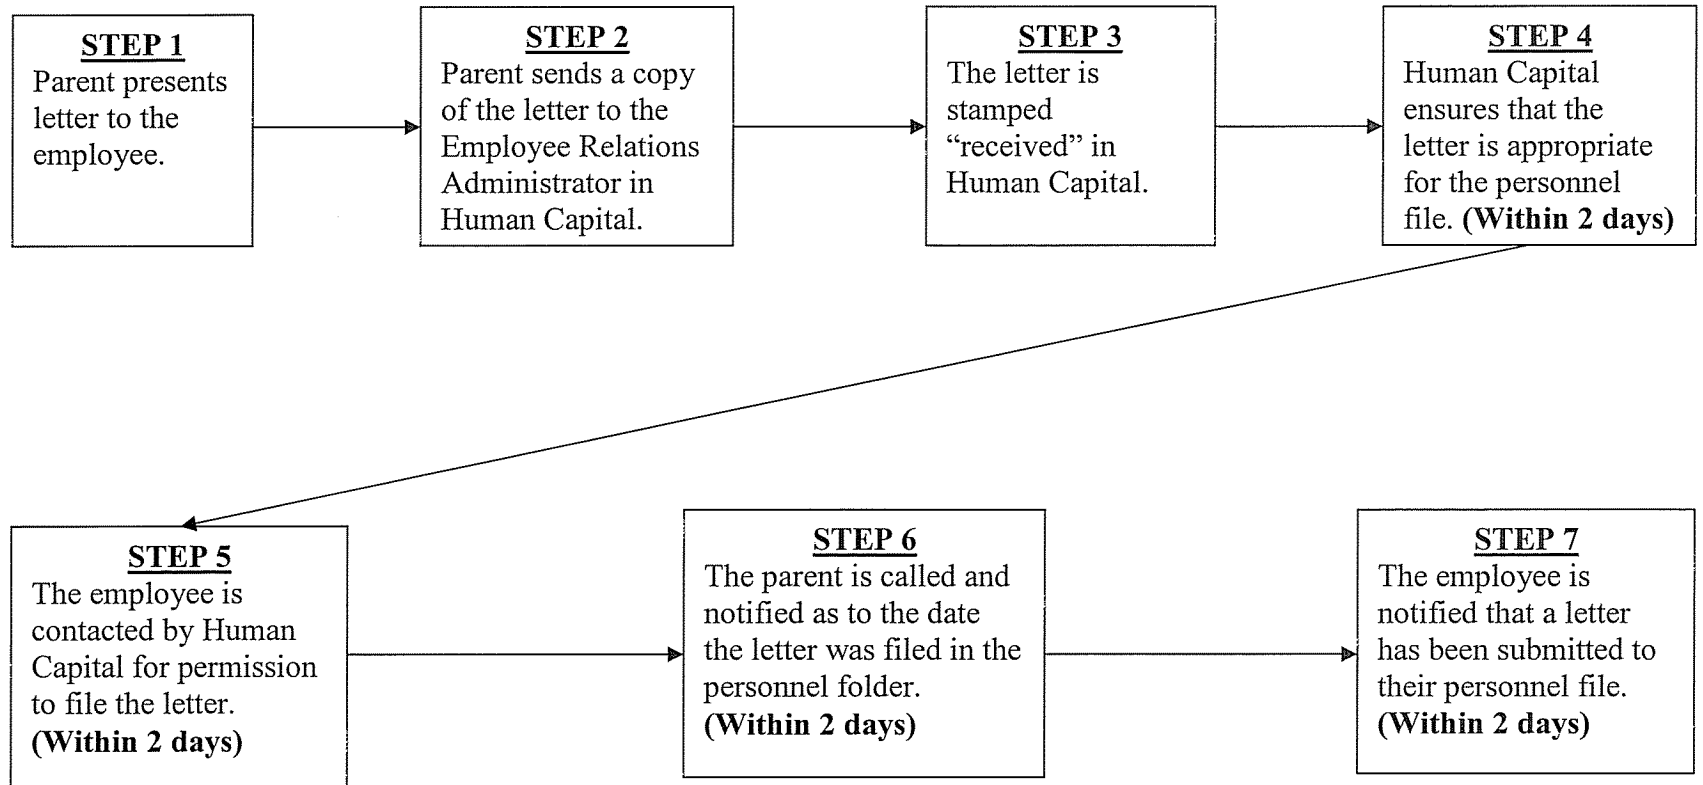 STEP 1
Parent presents
letter to the
employee.
STEP 2
Parent sends a copy
of the letter to the
Employee Relations
Administrator in
Human Capital.
STEP 3
The letter is
stamped
“received” in
Human Capital.
STEP 4
Human Capital
ensures that the
letter is appropriate
for the personnel
file. (Within 2 days)
STEP 5
The employee is
contacted by Human
Capital for permission
to file the letter.
(Within 2 days)
STEP 6
The parent is called and
notified as to the date
the letter was filed in the
personnel folder.
(Within 2 days)
STEP 7
The employee is
notified that a letter
has been submitted to
their personnel file.
(Within 2 days)